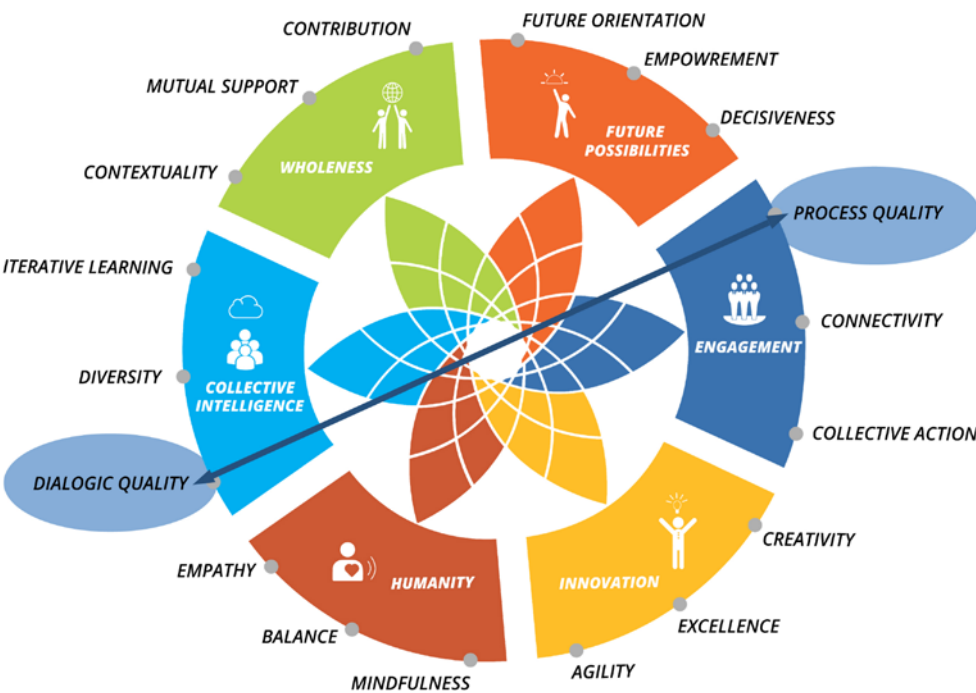 CONTRIBUTION
MUTUAL SUPPORT
CONTEXTUALITY
WHOLENESS
FUTURE ORIENTATION
EMPOWREMENT
DECISIVENESS
FUTURE
POSSIBILITIES
PROCESS QUALITY
CONNECTIVITY
COLLECTIVE ACTION
ENGAGEMENT
CREATIVITY
EXCELLENCE
AGILITY
INNOVATION
MINDFULNESS
BALANCE
EMPATHY
HUMANITY
DIALOGIC QUALITY
DIVERSITY
ITERATIVE LEARNING
COLLECTIVE
INTELLIGENCE